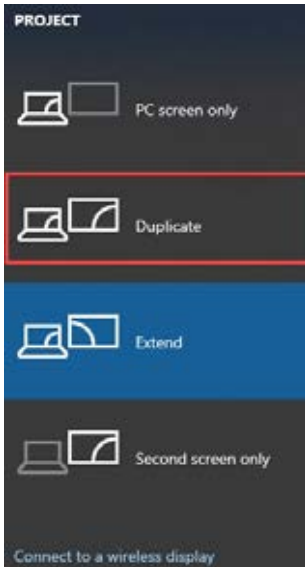 PROJECT
PC screen only
Duplicate
Extend
Second screen only
Connect to a wireless display